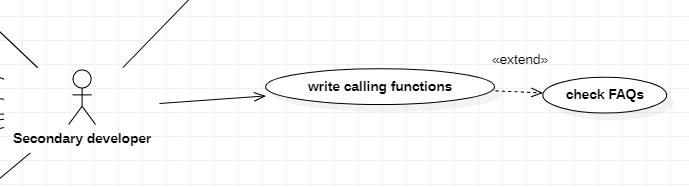 «extend»
write calling functions
check FAQs
Secondary developer